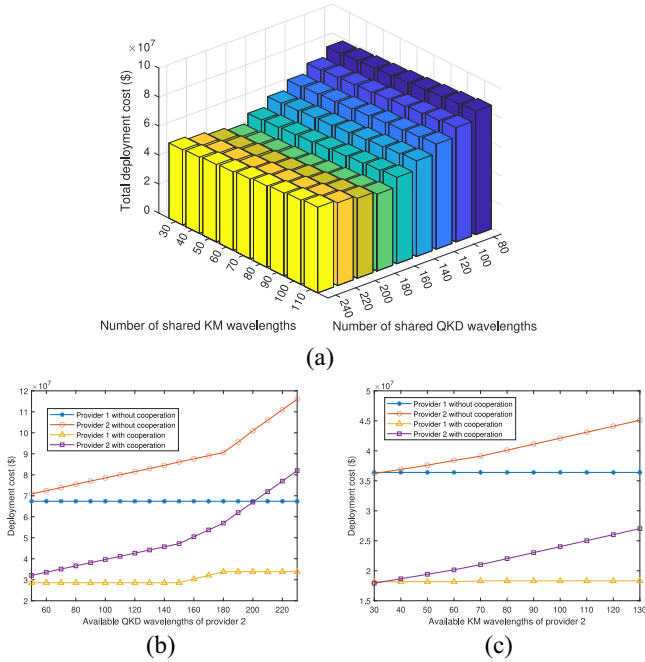 × 10⁷
10
8
6
4
2
0
Total deployment cost ($)
30
40
50
60
70
80
90
100
110
240
220
200
180
160
140
120
100
80
Number of shared KM wavelengths
Number of shared QKD wavelengths
(a)
×10⁷
12
11
10
9
8
7
6
5
4
3
2
Deployment cost ($)
Provider 1 without cooperation
Provider 2 without cooperation
Provider 1 with cooperation
Provider 2 with cooperation
60 80 100 120 140 160 180 200 220
Available QKD wavelengths of provider 2
(b)
×10⁷
5
4.5
4
3.5
3
2.5
2
1.5
Deployment cost ($)
Provider 1 without cooperation
Provider 2 without cooperation
Provider 1 with cooperation
Provider 2 with cooperation
30 40 50 60 70 80 90 100 110 120 130
Available KM wavelengths of provider 2
(c)